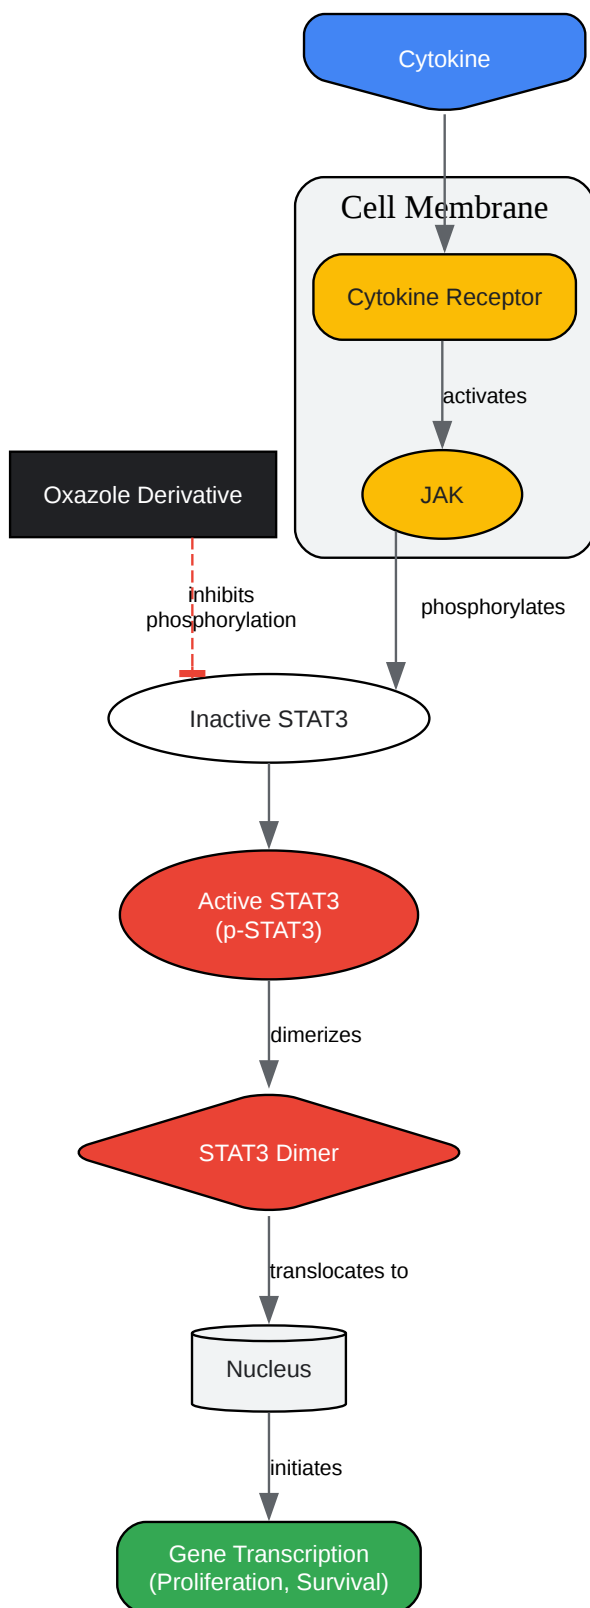 Cytokine
Cell Membrane
Cytokine Receptor
activates
Oxazole Derivative
JAK
inhibits
phosphorylation
phosphorylates
Inactive STAT3
Active STAT3
(p-STAT3)
dimerizes
STAT3 Dimer
translocates to
Nucleus
initiates
Gene Transcription
(Proliferation, Survival)